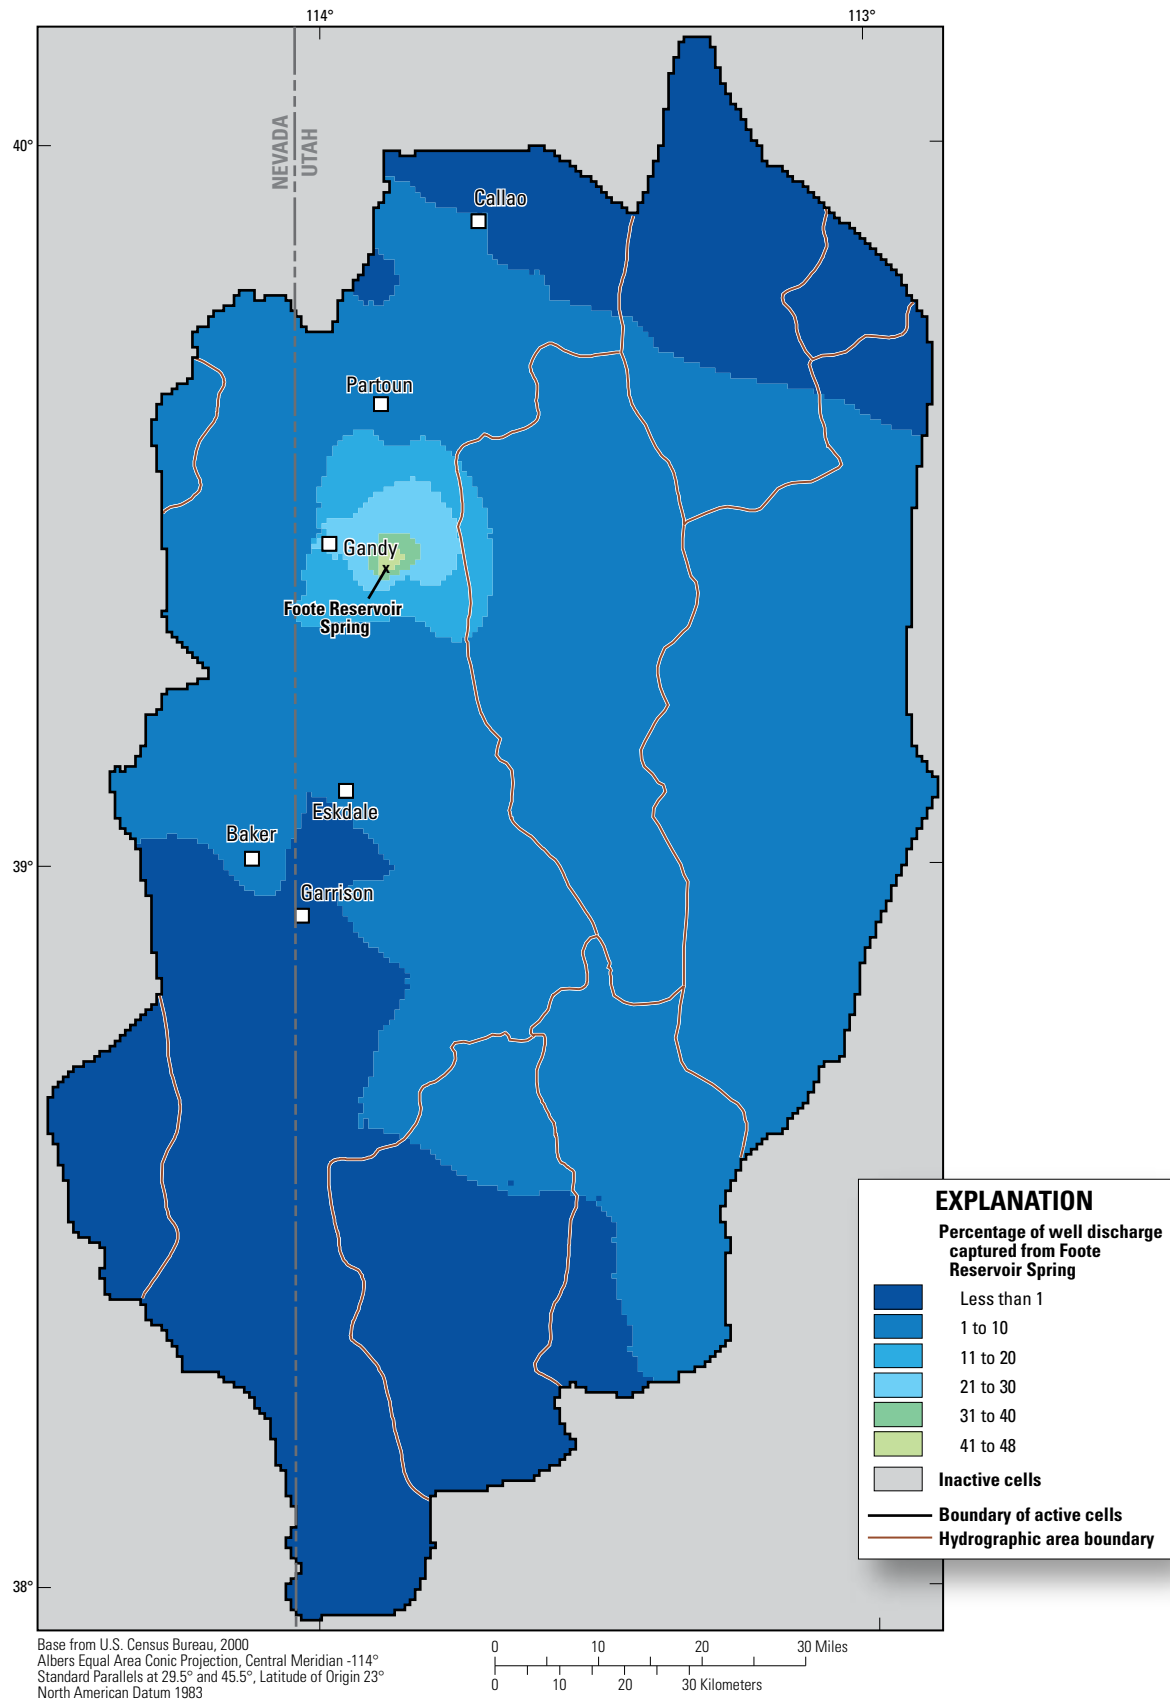 114°
113°
40°
NEVADA
UTAH
Callao
Partoun
Gandy
Foote Reservoir
Spring
Eskdale
Baker
39°
Garrison
EXPLANATION
Percentage of well discharge
captured from Foote
Reservoir Spring
Less than 1
1 to 10
11 to 20
21 to 30
31 to 40
41 to 48
Inactive cells
Boundary of active cells
Hydrographic area boundary
38°
Base from U.S. Census Bureau, 2000
Albers Equal Area Conic Projection, Central Meridian -114°
Standard Parallels at 29.5° and 45.5°, Latitude of Origin 23°
North American Datum 1983
0 10 20 30 Miles
0 10 20 30 Kilometers